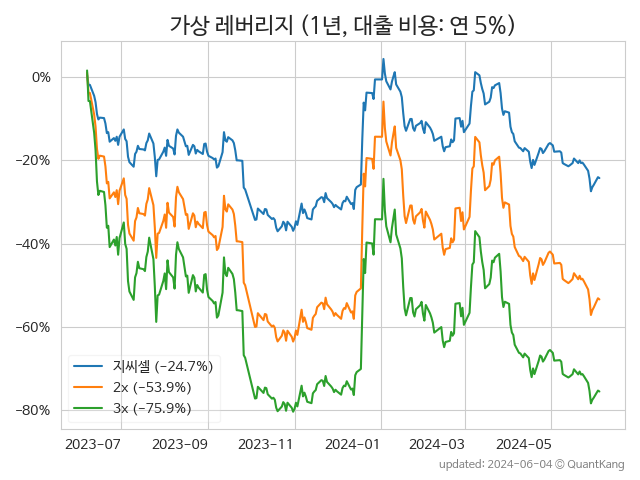 가상 레버리지 (1년, 대출 비용: 연 5%)
0%
−20%
−40%
−60%
−80%
지씨셀 (−24.7%)
2x (−53.9%)
3x (−75.9%)
2023-07 2023-09 2023-11 2024-01 2024-03 2024-05
updated: 2024-06-04 © QuantKang